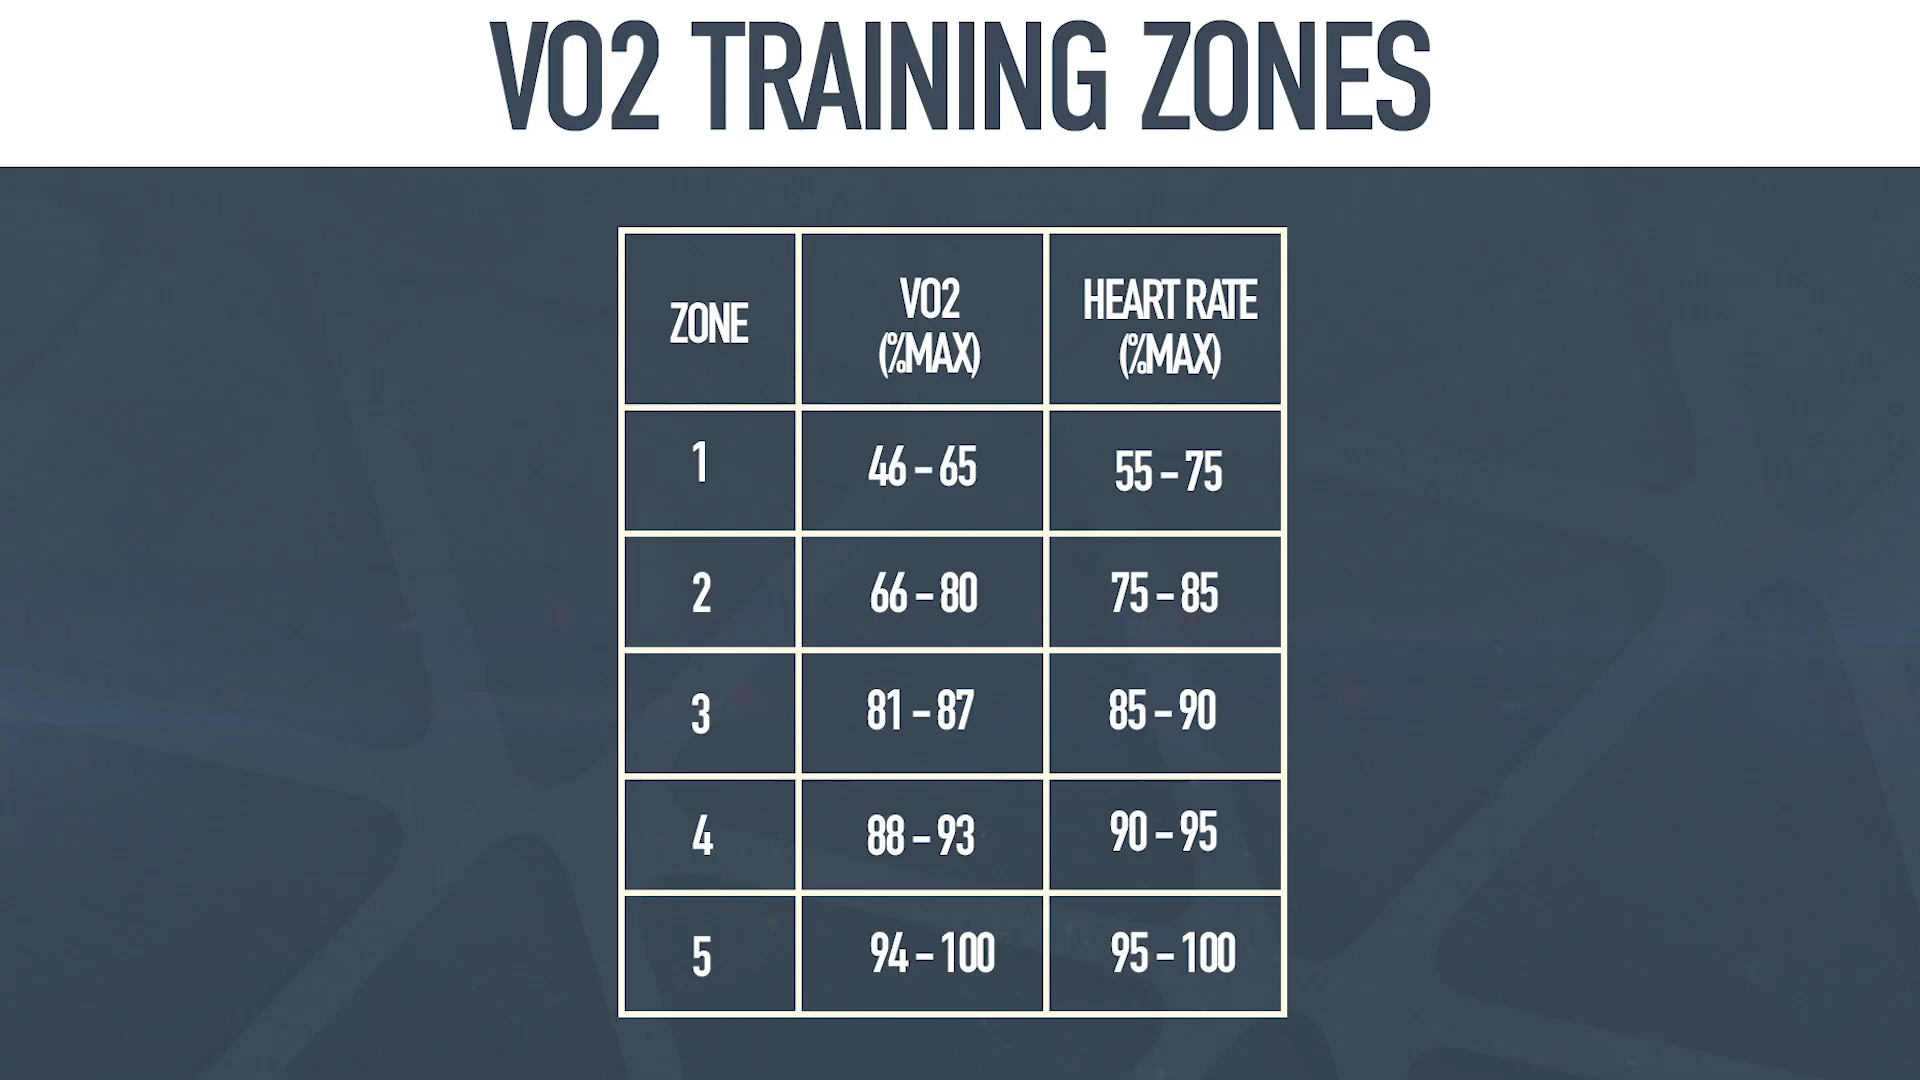 VO2 TRAINING ZONES
ZONE
VO2
(%MAX)
HEART RATE
(%MAX)
1
46 – 65
55 – 75
2
66 – 80
75 – 85
3
81 – 87
85 – 90
4
88 – 93
90 – 95
5
94 – 100
95 – 100